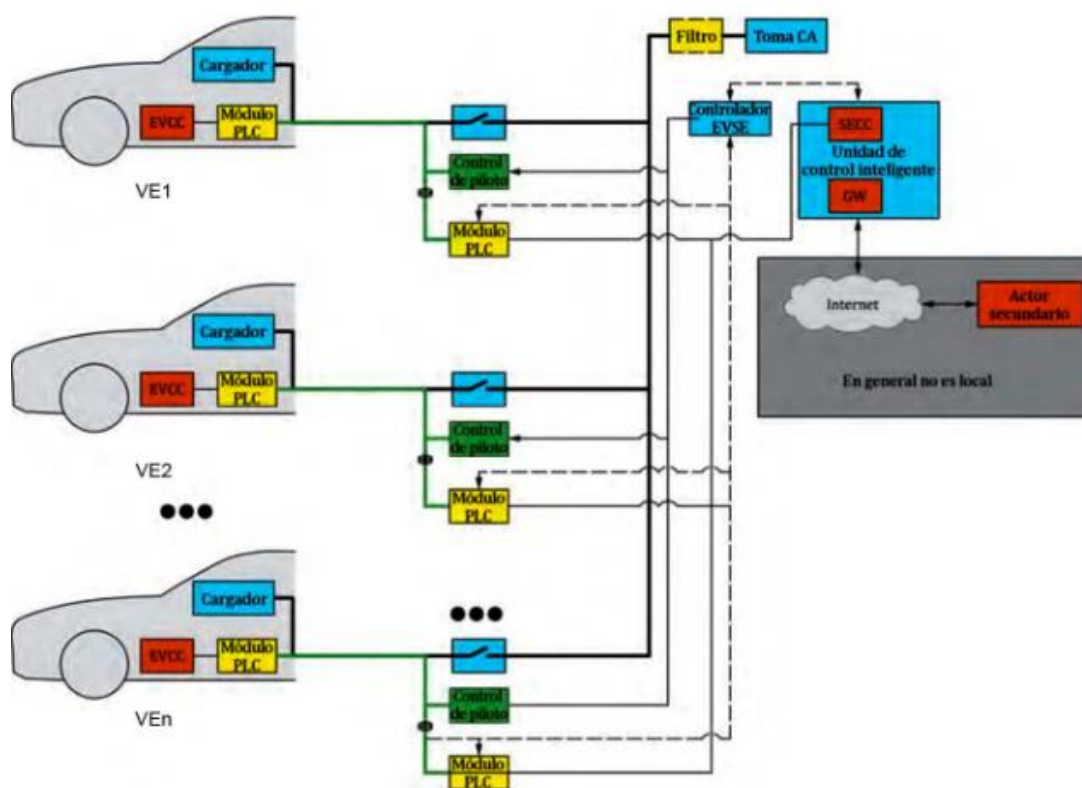 Filtro
Toma CA
Cargador
EVCC
Módulo
PLC
Controlador
EVSE
SECC
Unidad de
control inteligente
GW
Control
de piloto
VE1
Módulo
PLC
Internet
Actor
secundario
En general no es local
Cargador
EVCC
Módulo
PLC
Control
de piloto
VE2
Módulo
PLC
Cargador
EVCC
Módulo
PLC
Control
de piloto
VEn
Módulo
PLC